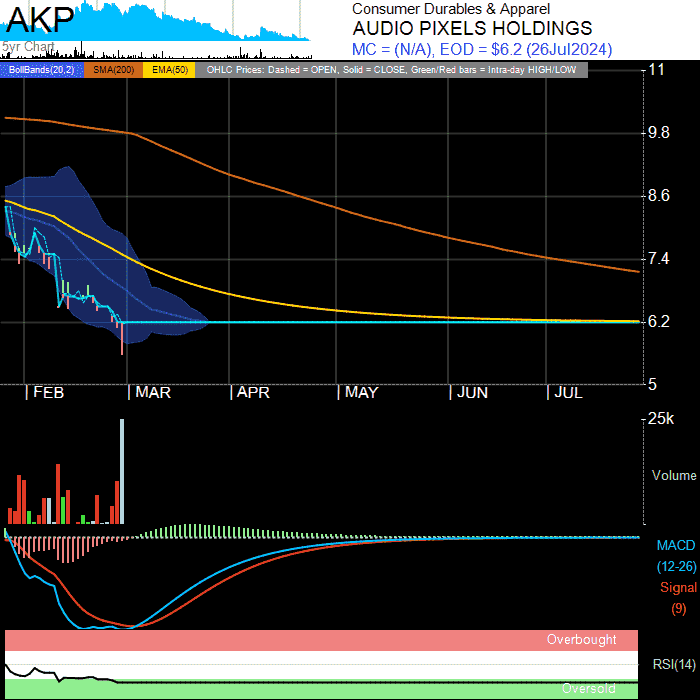 AKP
5yr Chart
Consumer Durables & Apparel
AUDIO PIXELS HOLDINGS
MC = (N/A), EOD = $6.2 (26Jul2024)
BollBands(20,2) SMA(200) EMA(50) OHLC Prices: Dashed = OPEN, Solid = CLOSE, Green/Red bars = Intra-day HIGH/LOW
11
9.8
8.6
7.4
6.2
5
FEB MAR APR MAY JUN JUL
25k
Volume
MACD
(12-26)
Signal
(9)
Overbought
RSI(14)
Oversold